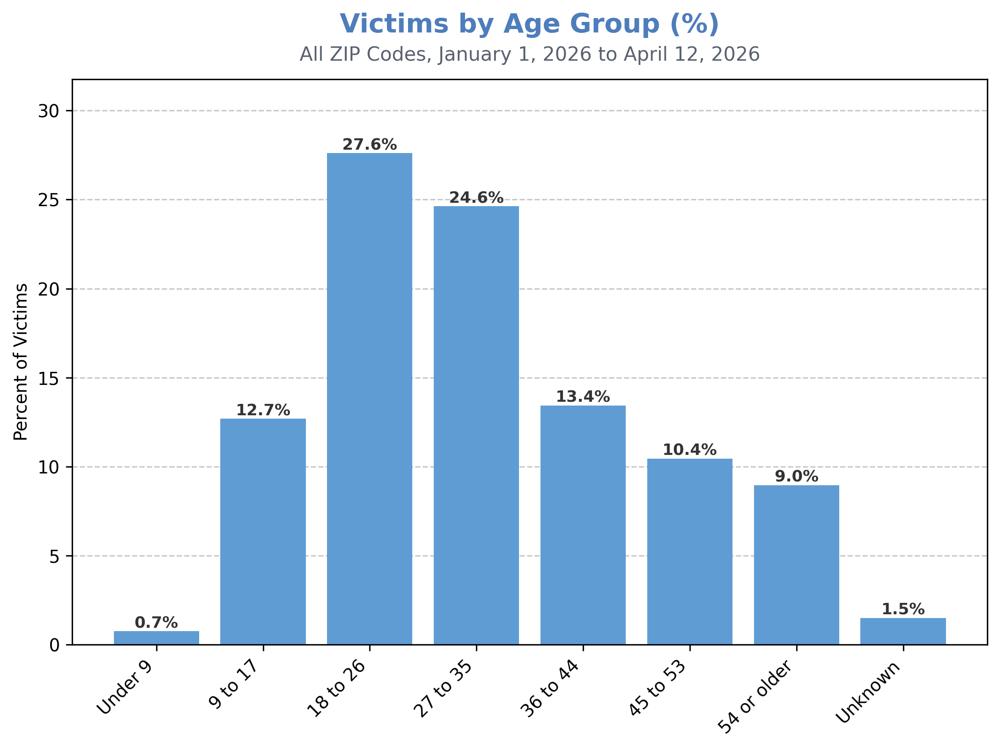 Victims by Age Group (%)
All ZIP Codes, January 1, 2026 to April 12, 2026
Percent of Victims
30
25
20
15
10
5
0
0.7%
12.7%
27.6%
24.6%
13.4%
10.4%
9.0%
1.5%
Under 9
9 to 17
18 to 26
27 to 35
36 to 44
45 to 53
54 or older
Unknown